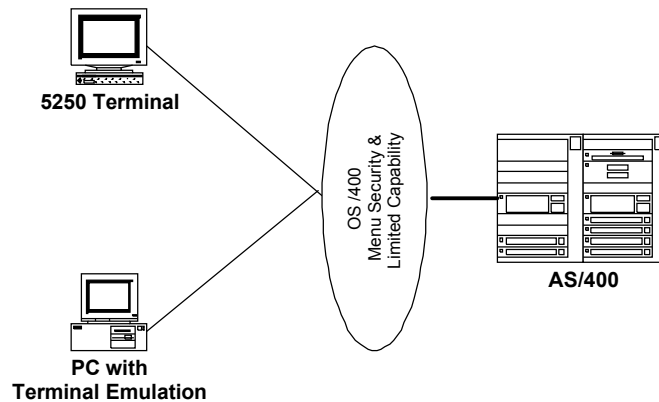 5250 Terminal
OS /400
Menu Security &
Limited Capability
AS/400
PC with
Terminal Emulation